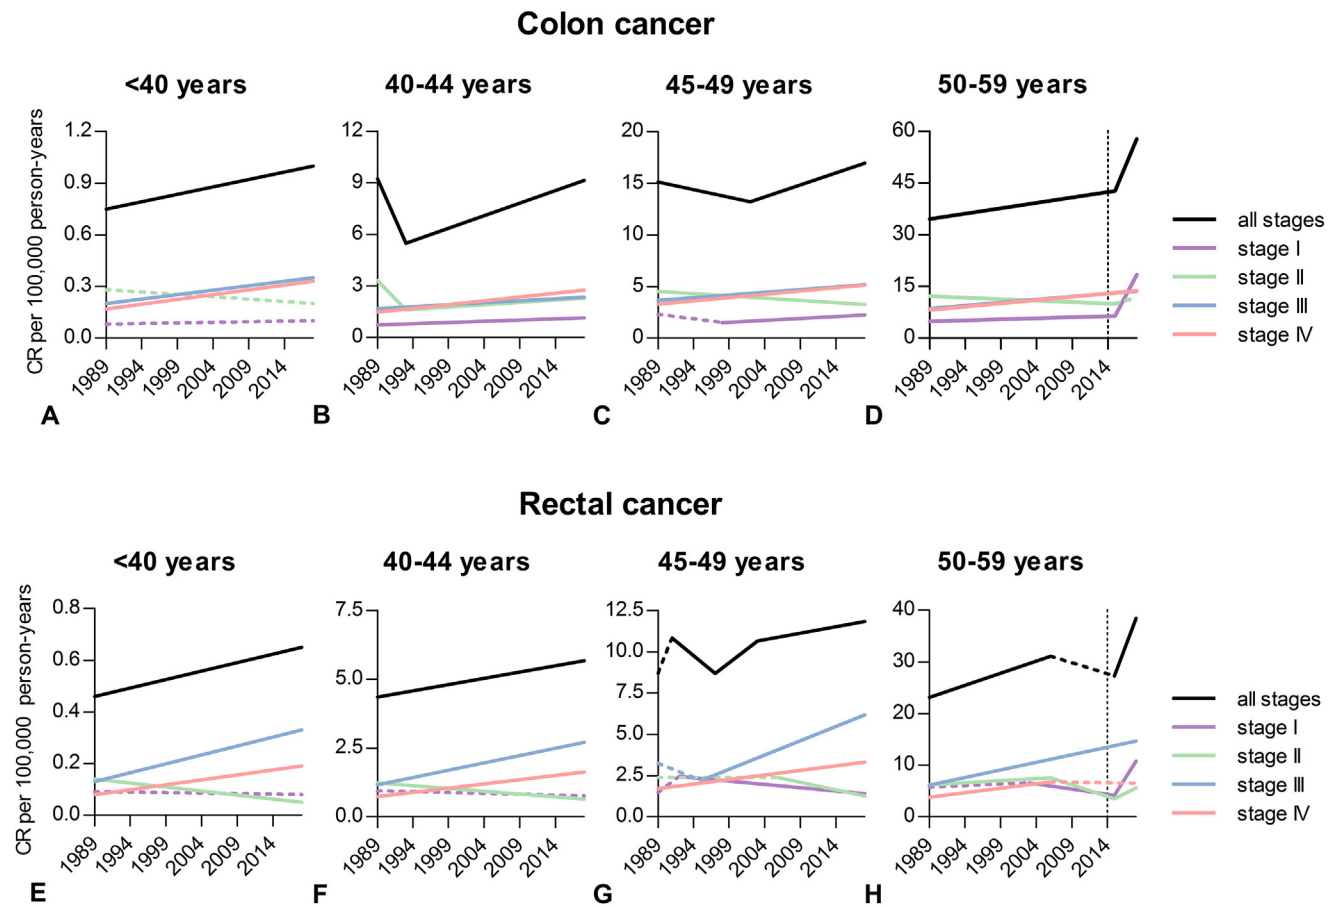 Colon cancer
<40 years
40-44 years
45-49 years
50-59 years
CR per 100,000 person-years
1.2
0.9
0.6
0.3
0.0
1989
1994
1999
2004
2009
2014
A
12
9
6
3
0
1989
1994
1999
2004
2009
2014
B
20
15
10
5
0
1989
1994
1999
2004
2009
2014
C
60
45
30
15
0
1989
1994
1999
2004
2009
2014
D
all stages
stage I
stage II
stage III
stage IV
Rectal cancer
<40 years
40-44 years
45-49 years
50-59 years
CR per 100,000 person-years
0.8
0.6
0.4
0.2
0.0
1989
1994
1999
2004
2009
2014
E
7.5
5.0
2.5
0.0
1989
1994
1999
2004
2009
2014
F
12.5
10.0
7.5
5.0
2.5
0.0
1989
1994
1999
2004
2009
2014
G
40
30
20
10
0
1989
1994
1999
2004
2009
2014
H
all stages
stage I
stage II
stage III
stage IV